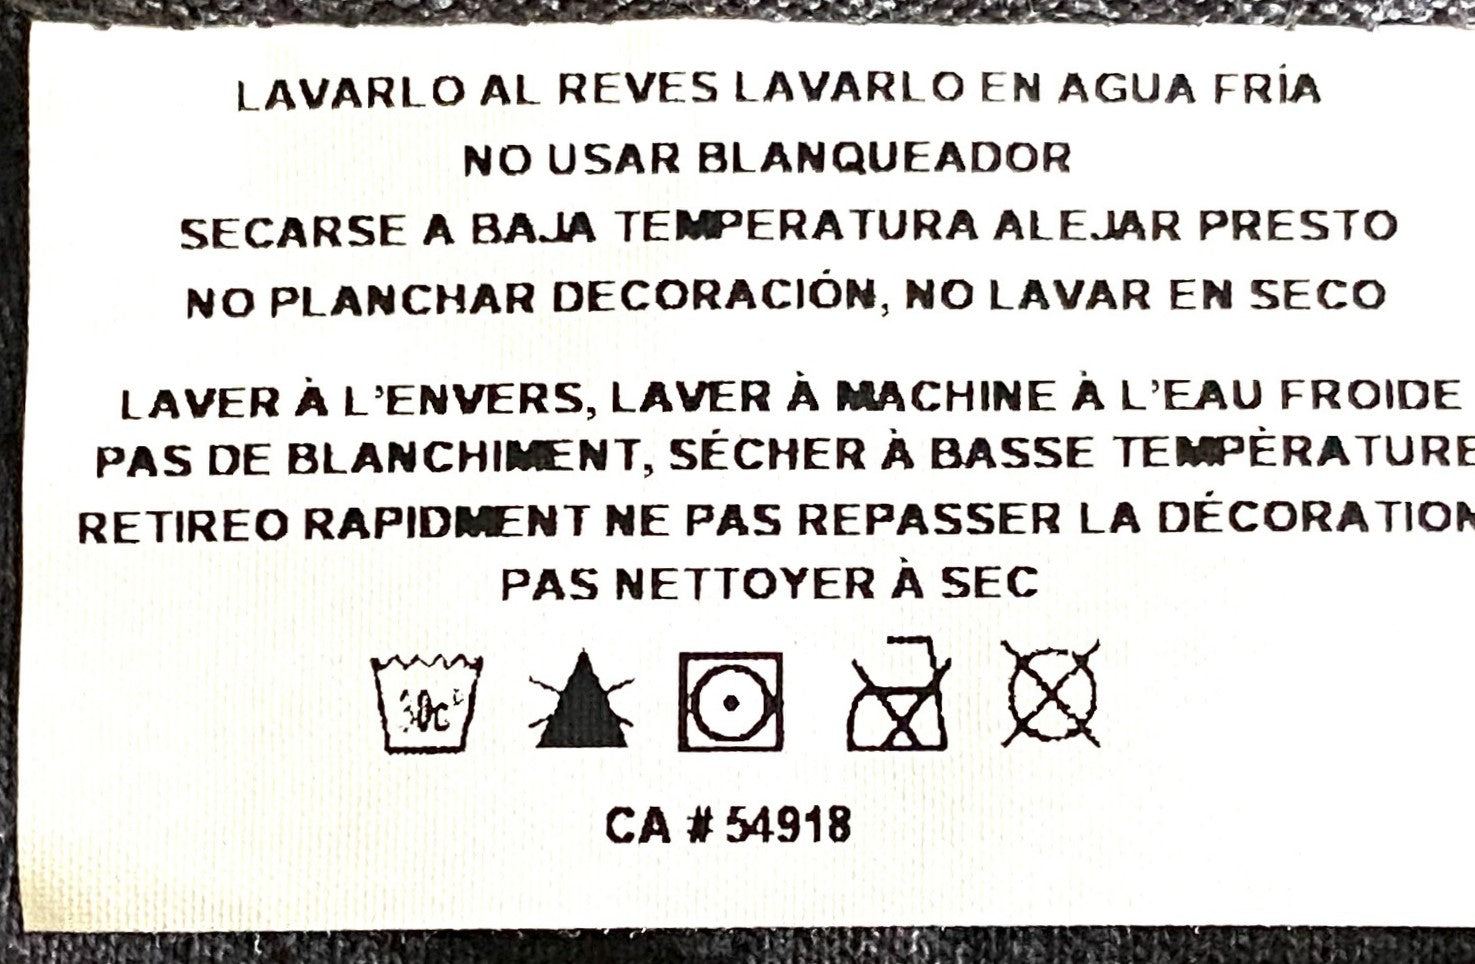 LAVARLO AL REVES LAVARLO EN AGUA FRÍA
NO USAR BLANQUEADOR
SECARSE A BAJA TEMPERATURA ALEJAR PRESTO
NO PLANCHAR DECORACIÓN, NO LAVAR EN SECO
LAVER À L'ENVERS, LAVER À MACHINE À L'EAU FROIDE
PAS DE BLANCHIMENT, SÉCHER À BASSE TEMPÈRATURE
RETIREO RAPIDMENT NE PAS REPASSER LA DÉCORATION
PAS NETTOYER À SEC
30c°
CA # 54918